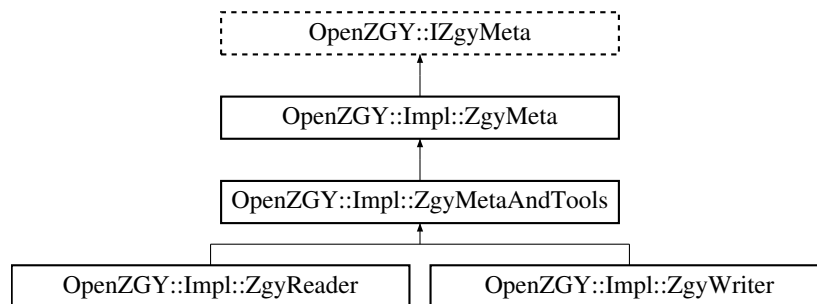 OpenZGY::IZgyMeta
OpenZGY::Impl::ZgyMeta
OpenZGY::Impl::ZgyMetaAndTools
OpenZGY::Impl::ZgyReader
OpenZGY::Impl::ZgyWriter